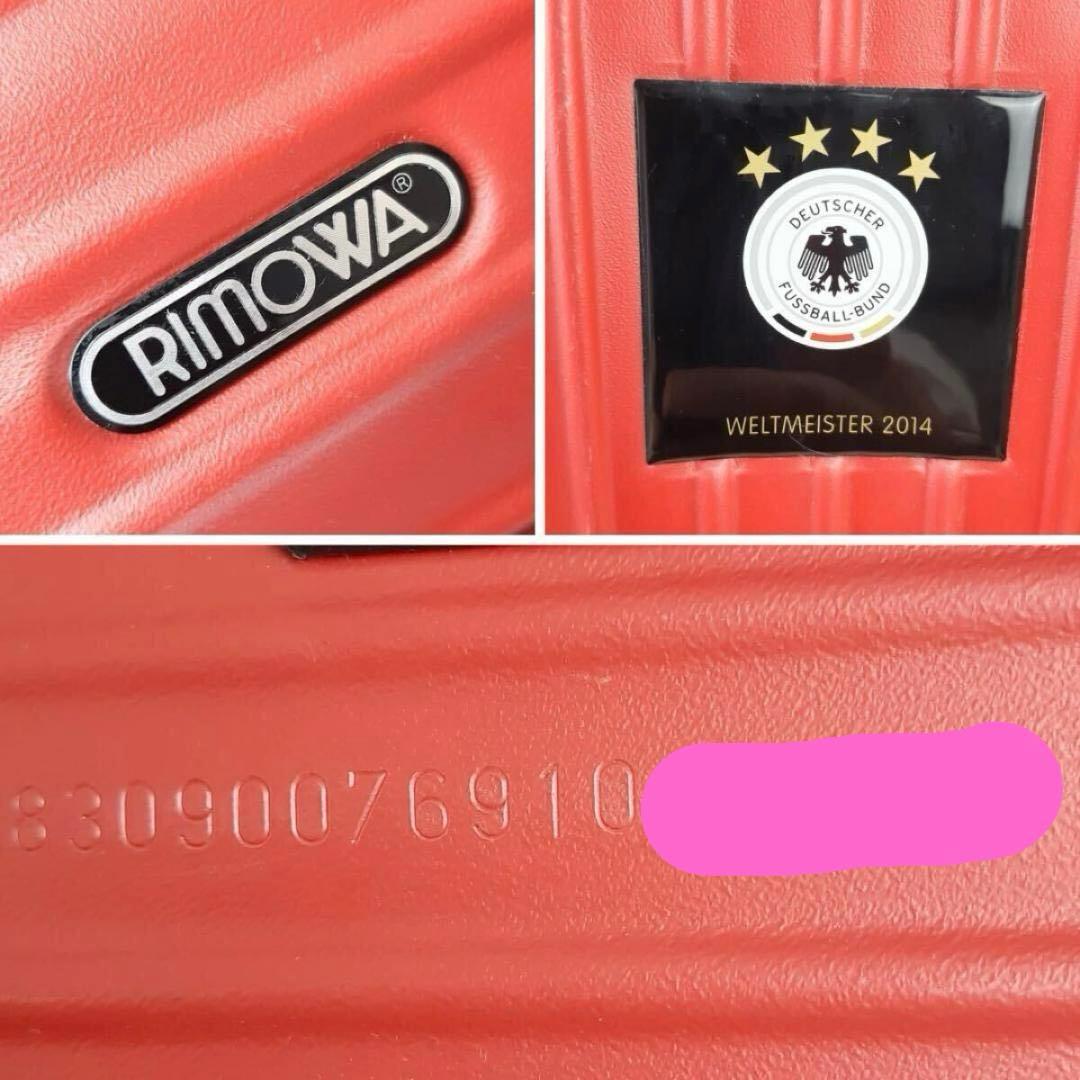 RIMOWA®
DEUTSCHER
FUSSBALL-BUND
WELTMEISTER 2014
83090076910